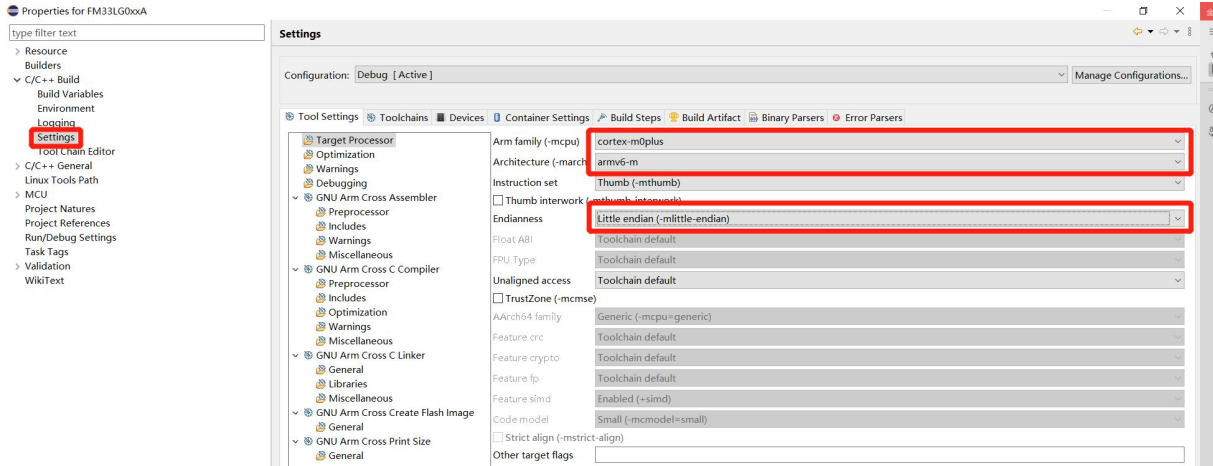 Properties for FM33LG0xxA
type filter text
Resource
Builders
C/C++ Build
Build Variables
Environment
Logging
Settings
Tool Chain Editor
C/C++ General
Linux Tools Path
MCU
Project Natures
Project References
Run/Debug Settings
Task Tags
Validation
WikiText
Settings
Configuration: Debug [ Active ]
Manage Configurations...
Tool Settings Toolchains Devices Container Settings Build Steps Build Artifact Binary Parsers Error Parsers
Target Processor
Optimization
Warnings
Debugging
GNU Arm Cross Assembler
Preprocessor
Includes
Warnings
Miscellaneous
GNU Arm Cross C Compiler
Preprocessor
Includes
Optimization
Warnings
Miscellaneous
GNU Arm Cross C Linker
General
Libraries
Miscellaneous
GNU Arm Cross Create Flash Image
General
GNU Arm Cross Print Size
General
Arm family (-mcpu) cortex-m0plus
Architecture (-march armv6-m
Instruction set Thumb (-mthumb)
Thumb interwork (-mthumb-interwork)
Endianness Little endian (-mlittle-endian)
Float ABI Toolchain default
FPU Type Toolchain default
Unaligned access Toolchain default
TrustZone (-mcmse)
AArch64 family Generic (-mcpu=generic)
Feature crc Toolchain default
Feature crypto Toolchain default
Feature fp Toolchain default
Feature simd Enabled (+simd)
Code model Small (-mcmodel=small)
Strict align (-mstrict-align)
Other target flags